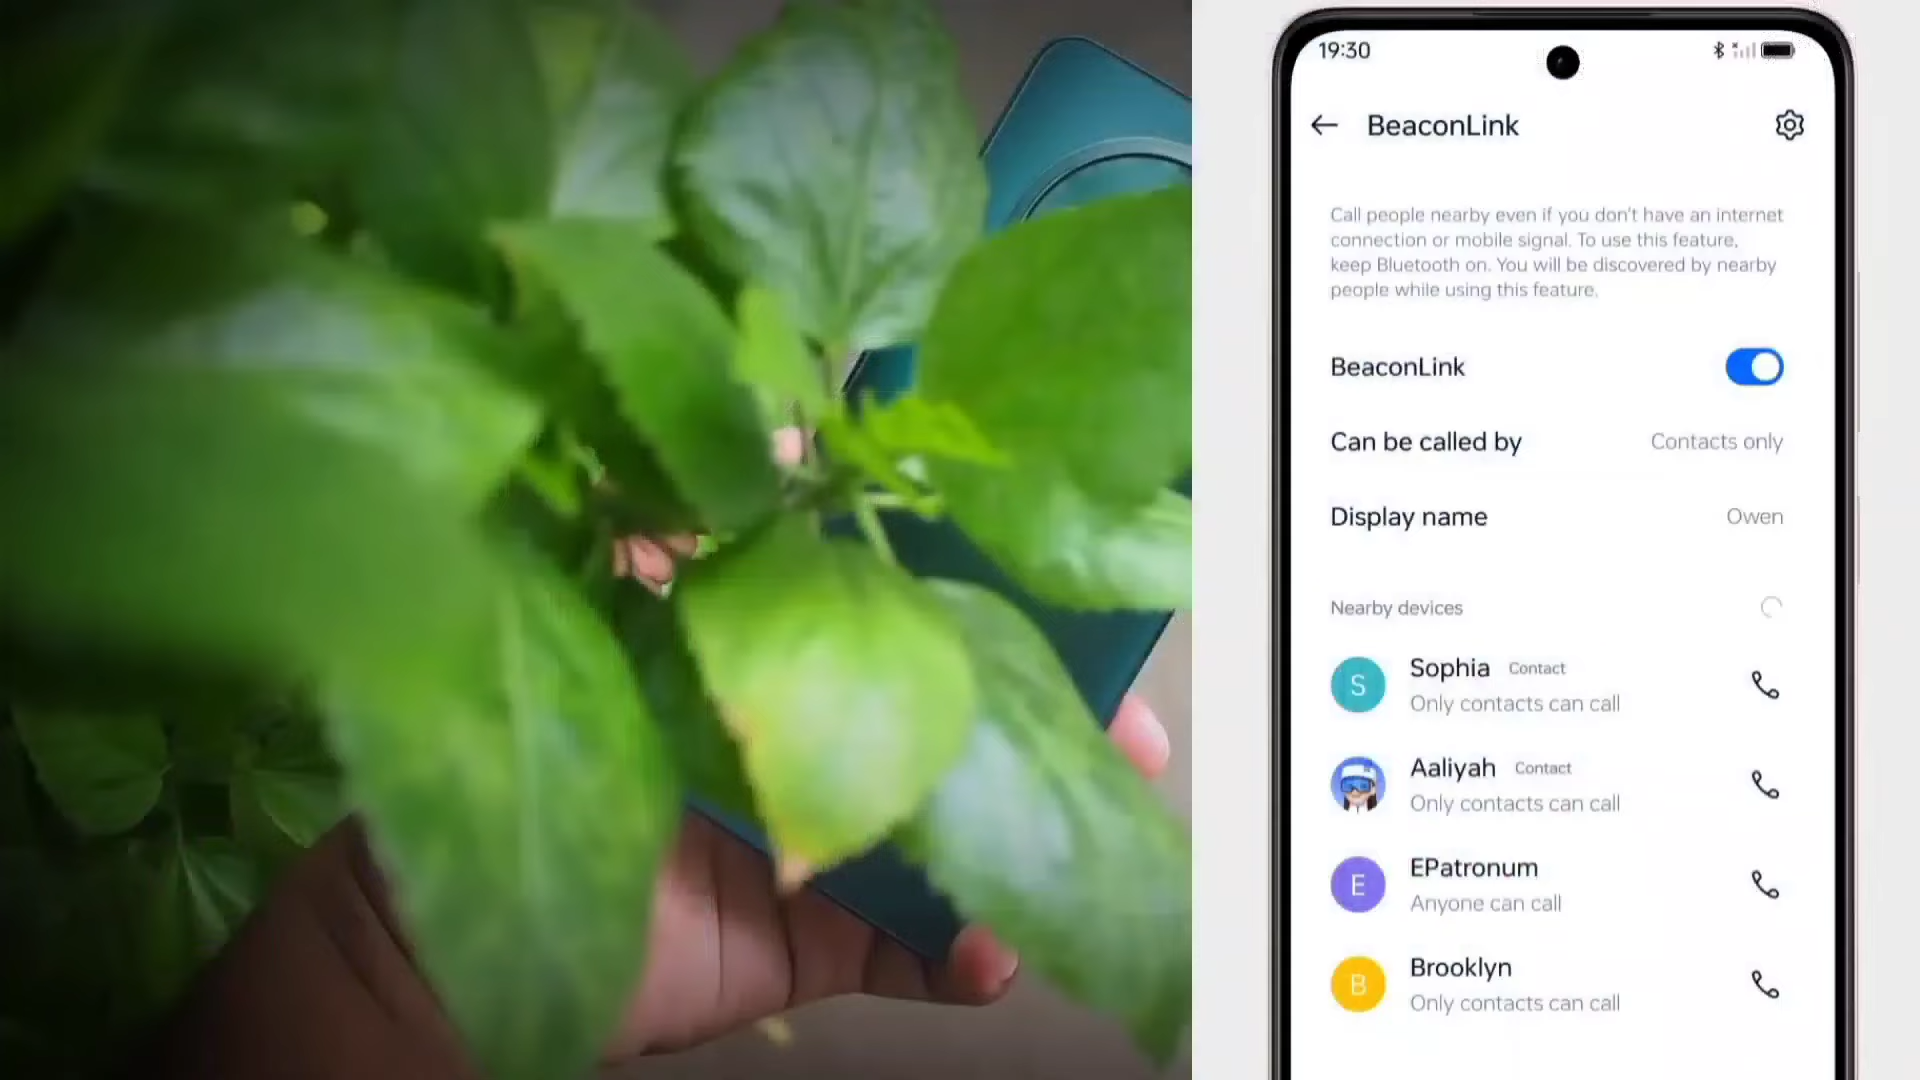 19:30
BeaconLink
Call people nearby even if you don't have an internet
connection or mobile signal. To use this feature,
keep Bluetooth on. You will be discovered by nearby
people while using this feature.
BeaconLink
Can be called by Contacts only
Display name Owen
Nearby devices
S Sophia Contact
Only contacts can call
Aaliyah Contact
Only contacts can call
E EPatronum
Anyone can call
B Brooklyn
Only contacts can call